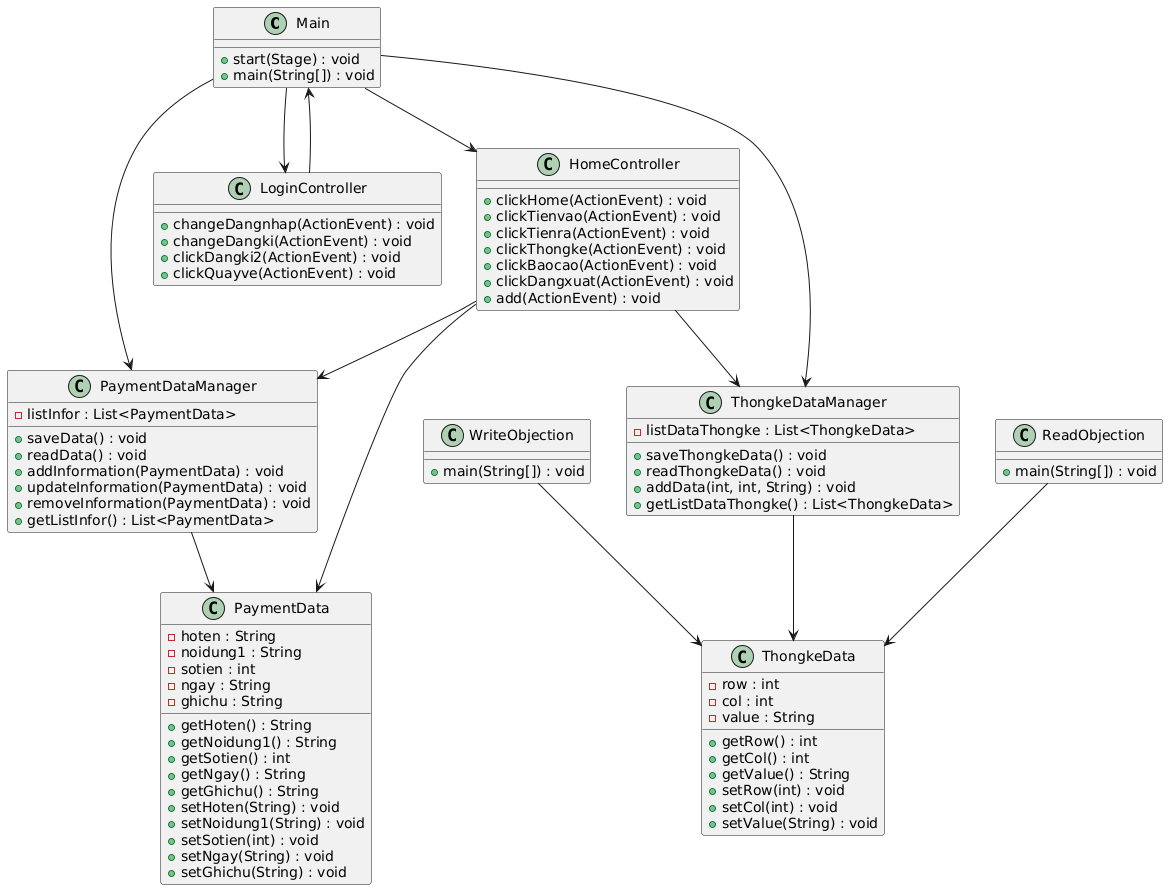 C Main
start(Stage) : void
main(String[]) : void
C LoginController
changeDangnhap(ActionEvent) : void
changeDangki(ActionEvent) : void
clickDangki2(ActionEvent) : void
clickQuayve(ActionEvent) : void
C HomeController
clickHome(ActionEvent) : void
clickTienvao(ActionEvent) : void
clickTienra(ActionEvent) : void
clickThongke(ActionEvent) : void
clickBaocao(ActionEvent) : void
clickDangxuat(ActionEvent) : void
add(ActionEvent) : void
C PaymentDataManager
listInfor : List<PaymentData>
saveData() : void
readData() : void
addInformation(PaymentData) : void
updateInformation(PaymentData) : void
removeInformation(PaymentData) : void
getListInfor() : List<PaymentData>
C WriteObjection
main(String[]) : void
C ThongkeDataManager
listDataThongke : List<ThongkeData>
saveThongkeData() : void
readThongkeData() : void
addData(int, int, String) : void
getListDataThongke() : List<ThongkeData>
C ReadObjection
main(String[]) : void
C PaymentData
hoten : String
noidung1 : String
sotien : int
ngay : String
ghichu : String
getHoten() : String
getNoidung1() : String
getSotien() : int
getNgay() : String
getGhichu() : String
setHoten(String) : void
setNoidung1(String) : void
setSotien(int) : void
setNgay(String) : void
setGhichu(String) : void
C ThongkeData
row : int
col : int
value : String
getRow() : int
getCol() : int
getValue() : String
setRow(int) : void
setCol(int) : void
setValue(String) : void